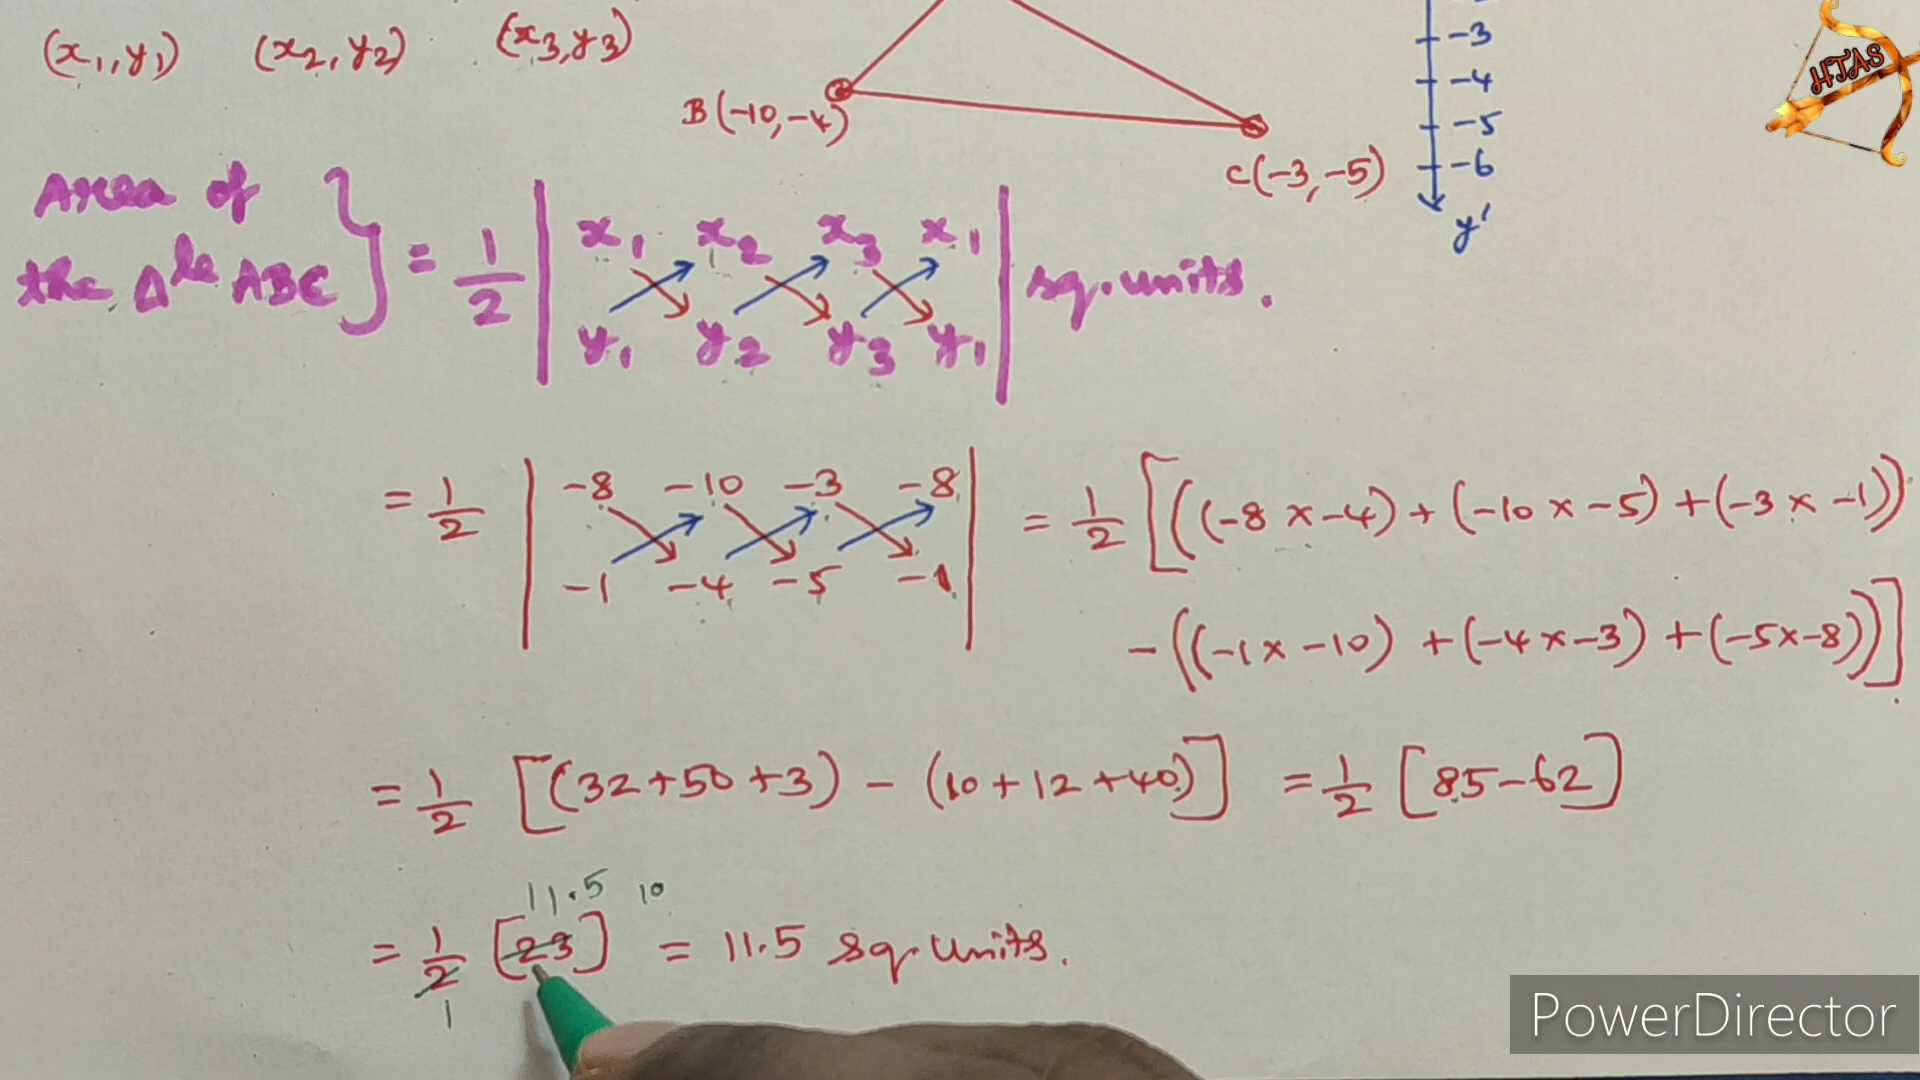 (x₁,y₁) (x₂,y₂) (x₃,y₃)
-3
-4
-5
-6
y'
HTAS
B(-10,-4)
C(-3,-5)
Area of
the Δle ABC
= 1/2 | x₁ x₂ x₃ x₁ | sq.units.
y₁ y₂ y₃ y₁
= 1/2 | -8 -10 -3 -8 | = 1/2 [((-8 x -4) + (-10 x -5) + (-3 x -1))
-1 -4 -5 -1
- ((-1 x -10) + (-4 x -3) + (-5 x -8))]
= 1/2 [(32+50+3) - (10+12+40)] = 1/2 [85-62]
11.5 10
= 1/2 [23] = 11.5 sq.units.
1
PowerDirector